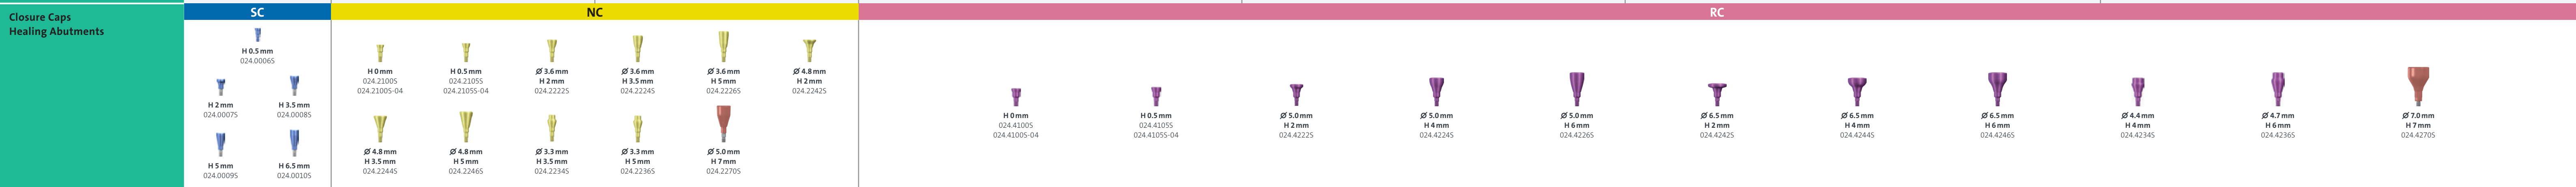 Closure Caps
Healing Abutments
SC
H 0.5 mm
024.0006S
H 2 mm
024.0007S
H 3.5 mm
024.0008S
H 5 mm
024.0009S
H 6.5 mm
024.0010S
NC
H 0 mm
024.2100S
024.2100S-04
H 0.5 mm
024.2105S
024.2105S-04
Ø 3.6 mm
H 2 mm
024.2222S
Ø 3.6 mm
H 3.5 mm
024.2224S
Ø 3.6 mm
H 5 mm
024.2226S
Ø 4.8 mm
H 2 mm
024.2242S
Ø 4.8 mm
H 3.5 mm
024.2244S
Ø 4.8 mm
H 5 mm
024.2246S
Ø 3.3 mm
H 3.5 mm
024.2234S
Ø 3.3 mm
H 5 mm
024.2236S
Ø 5.0 mm
H 7 mm
024.2270S
RC
H 0 mm
024.4100S
024.4100S-04
H 0.5 mm
024.4105S
024.4105S-04
Ø 5.0 mm
H 2 mm
024.4222S
Ø 5.0 mm
H 4 mm
024.4224S
Ø 5.0 mm
H 6 mm
024.4226S
Ø 6.5 mm
H 2 mm
024.4242S
Ø 6.5 mm
H 4 mm
024.4244S
Ø 6.5 mm
H 6 mm
024.4246S
Ø 4.4 mm
H 4 mm
024.4234S
Ø 4.7 mm
H 6 mm
024.4236S
Ø 7.0 mm
H 7 mm
024.4270S